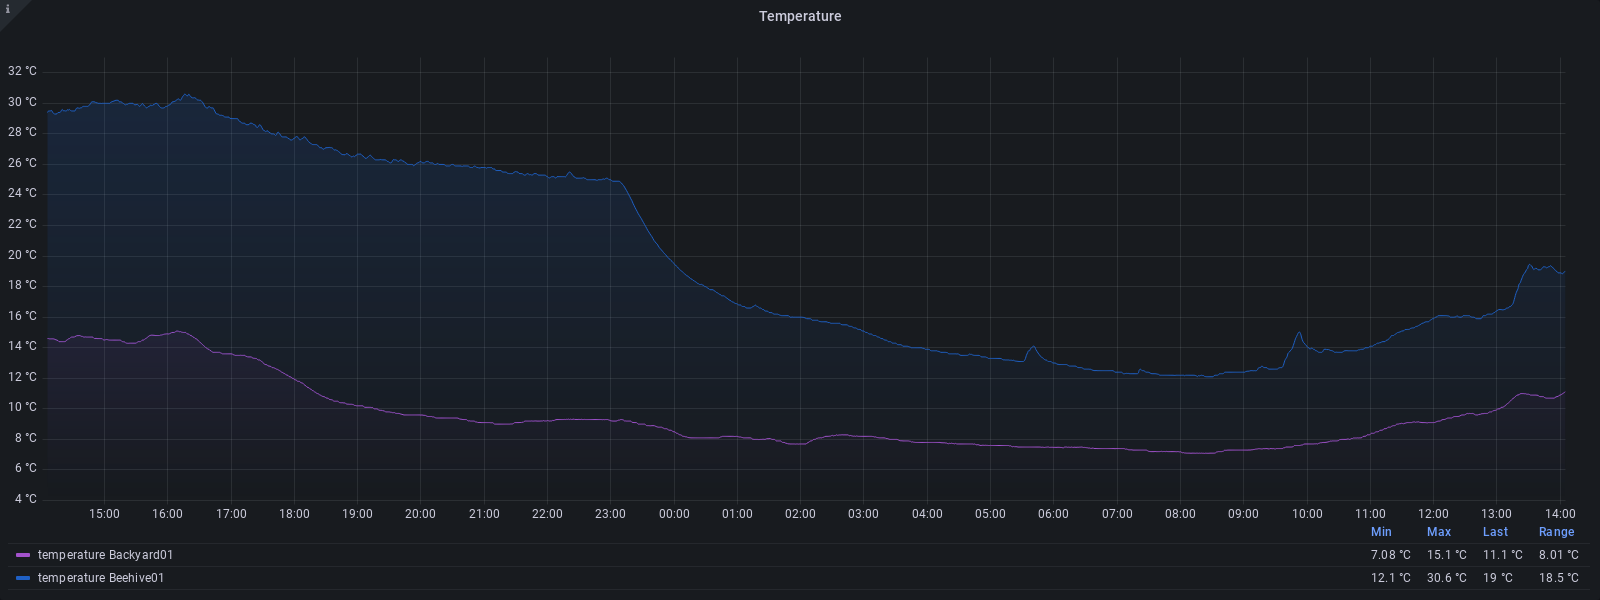 i
Temperature
32 °C
30 °C
28 °C
26 °C
24 °C
22 °C
20 °C
18 °C
16 °C
14 °C
12 °C
10 °C
8 °C
6 °C
4 °C
15:00 16:00 17:00 18:00 19:00 20:00 21:00 22:00 23:00 00:00 01:00 02:00 03:00 04:00 05:00 06:00 07:00 08:00 09:00 10:00 11:00 12:00 13:00 14:00
Min Max Last Range
temperature Backyard01 7.08 °C 15.1 °C 11.1 °C 8.01 °C
temperature Beehive01 12.1 °C 30.6 °C 19 °C 18.5 °C